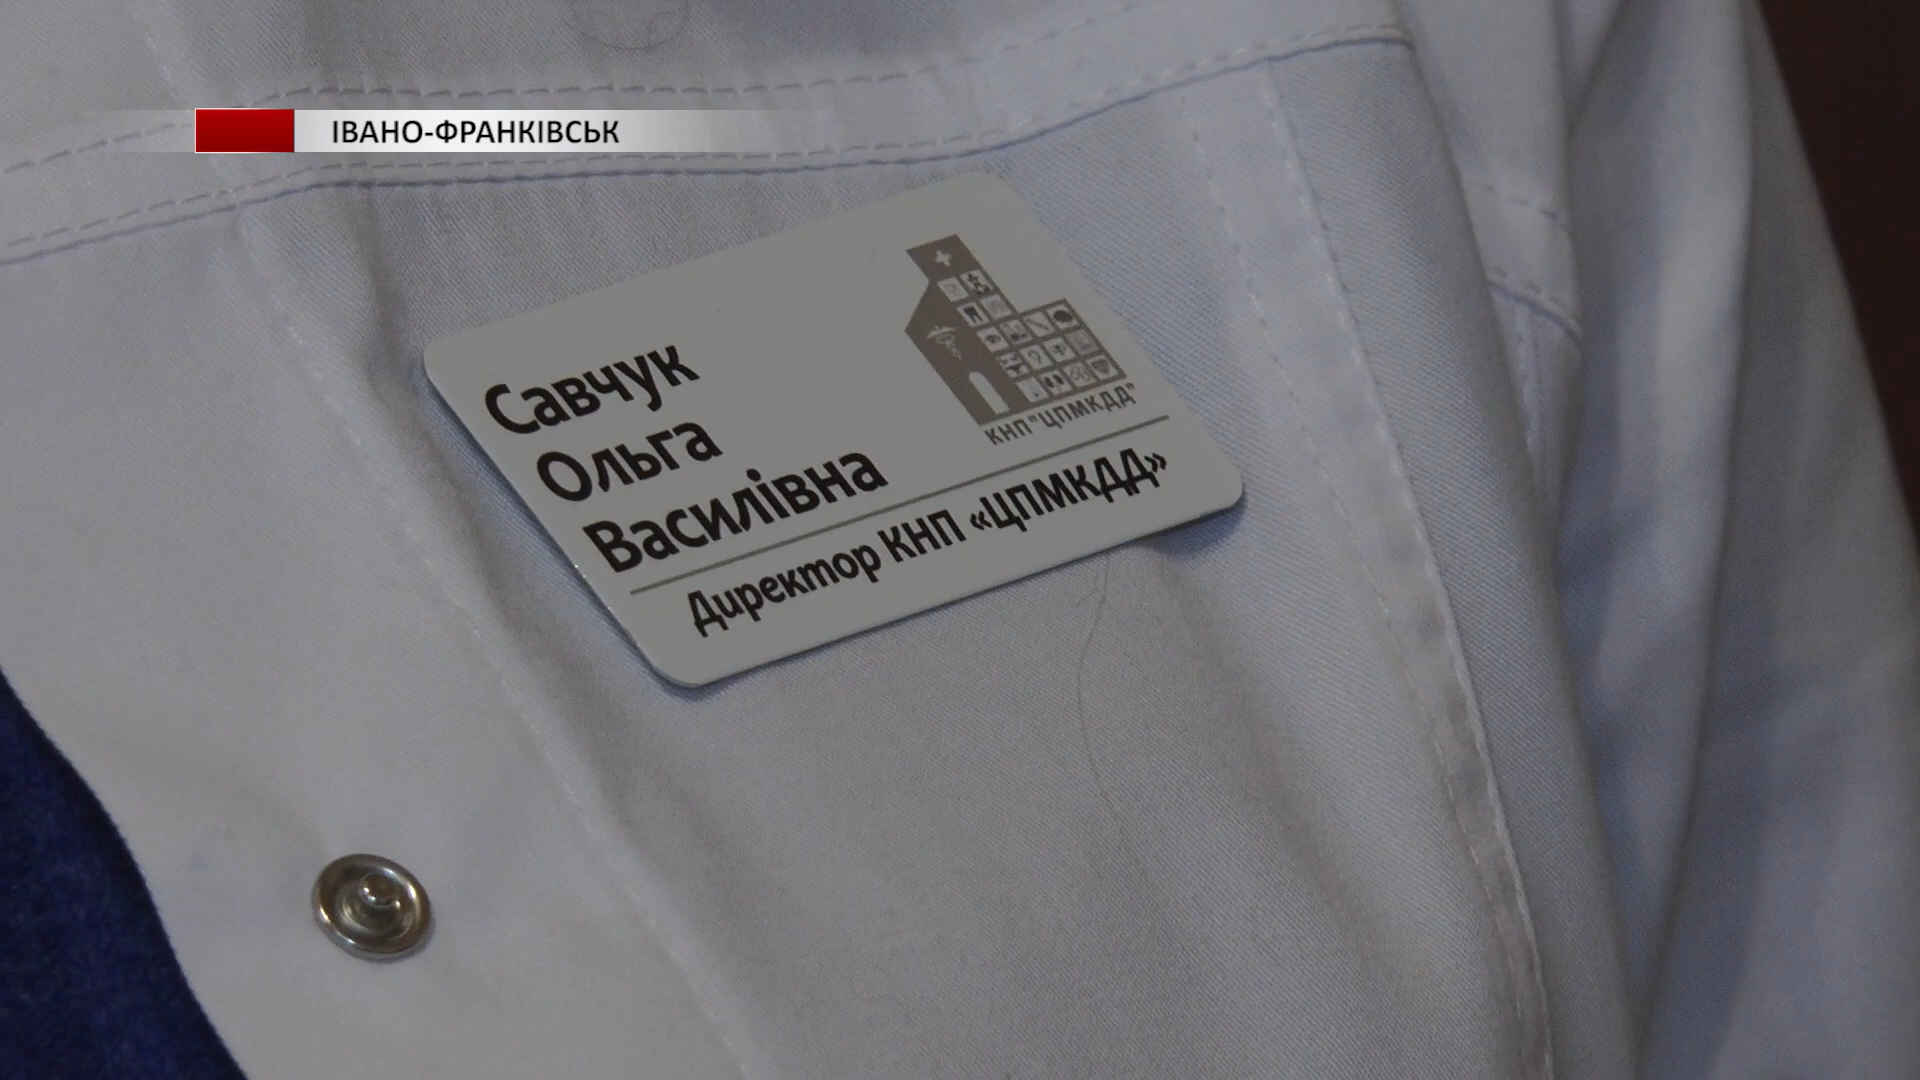 ІВАНО-ФРАНКІВСЬК
КНП"ЦПМКДД"
Савчук
Ольга
Василівна
Директор КНП «ЦПМКДД»